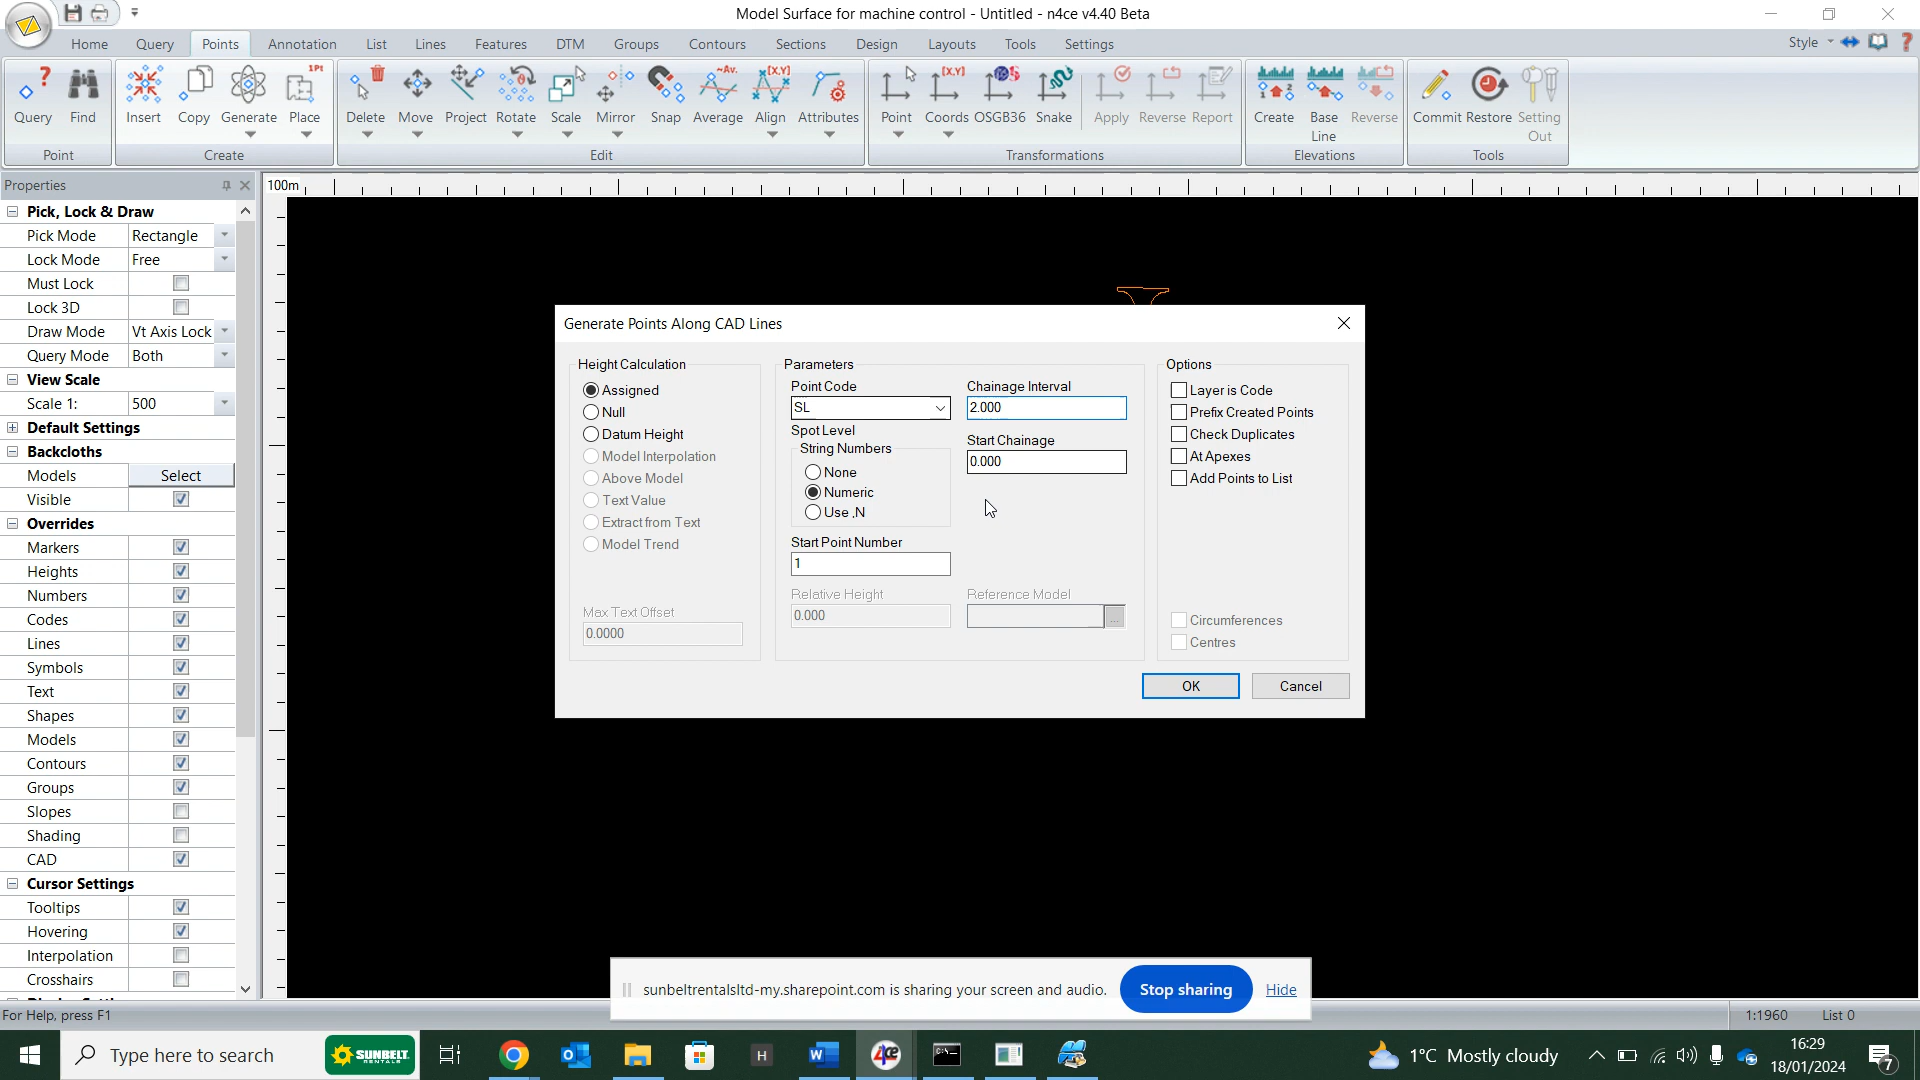 Model Surface for machine control - Untitled - n4ce v4.40 Beta
Home Query Points Annotation List Lines Features DTM Groups Contours Sections Design Layouts Tools Settings Style
Query Find Insert Copy Generate Place Delete Move Project Rotate Scale Mirror Snap Average Align Attributes Point Coords OSGB36 Snake Apply Reverse Report Create Base Line Reverse Commit Restore Setting Out
Point Create Edit Transformations Elevations Tools
Properties
100m
Pick, Lock & Draw
Pick Mode Rectangle
Lock Mode Free
Must Lock
Lock 3D
Draw Mode Vt Axis Lock
Query Mode Both
View Scale
Scale 1: 500
Default Settings
Backcloths
Models Select
Visible
Overrides
Markers
Heights
Numbers
Codes
Lines
Symbols
Text
Shapes
Models
Contours
Groups
Slopes
Shading
CAD
Cursor Settings
Tooltips
Hovering
Interpolation
Crosshairs
Generate Points Along CAD Lines
Height Calculation
Assigned
Null
Datum Height
Model Interpolation
Above Model
Text Value
Extract from Text
Model Trend
Max Text Offset
0.0000
Parameters
Point Code
SL
Spot Level
String Numbers
None
Numeric
Use .N
Start Point Number
1
Relative Height
0.000
Chainage Interval
2.000
Start Chainage
0.000
Reference Model
...
Options
Layer is Code
Prefix Created Points
Check Duplicates
At Apexes
Add Points to List
Circumferences
Centres
OK Cancel
sunbeltrentalsltd-my.sharepoint.com is sharing your screen and audio. Stop sharing Hide
For Help, press F1 1:1960 List 0
Type here to search SUNBELT RENTALS H 1°C Mostly cloudy 16:29
18/01/2024 7